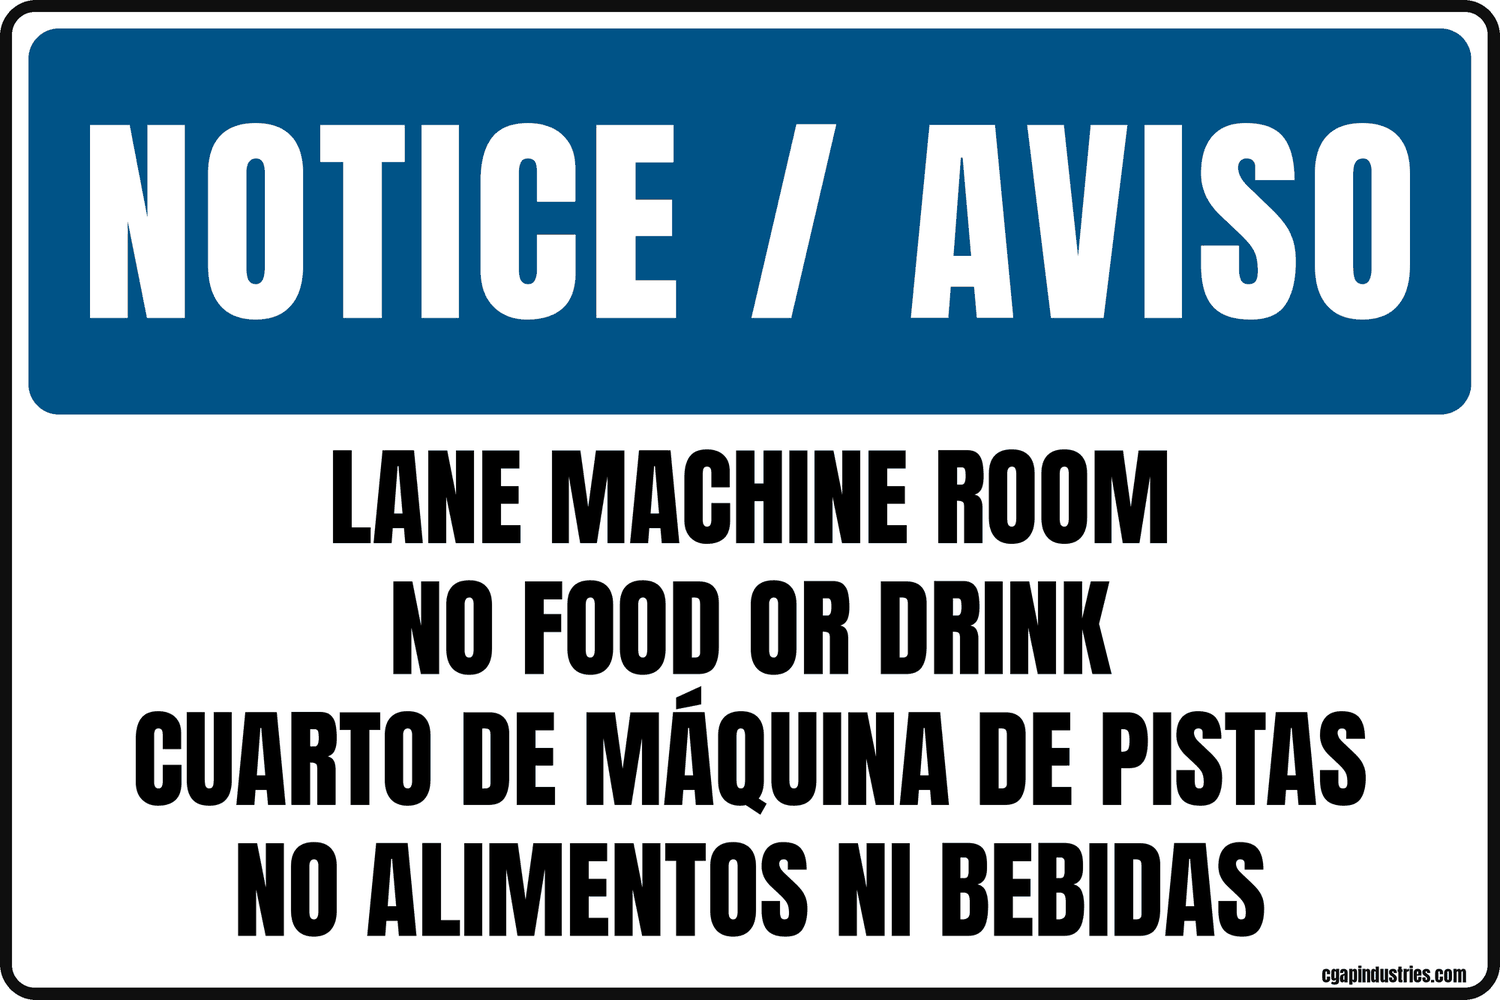 NOTICE / AVISO
LANE MACHINE ROOM
NO FOOD OR DRINK
CUARTO DE MÁQUINA DE PISTAS
NO ALIMENTOS NI BEBIDAS
cgapindustries.com